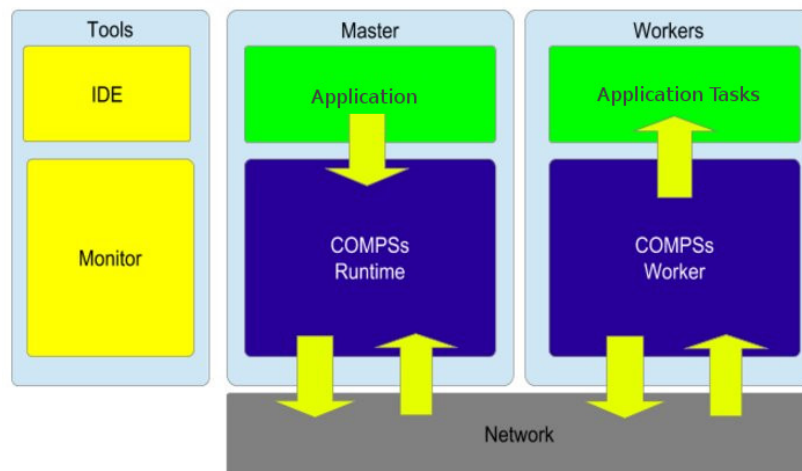 Tools
IDE
Monitor
Master
Application
COMPSs
Runtime
Workers
Application Tasks
COMPSs
Worker
Network